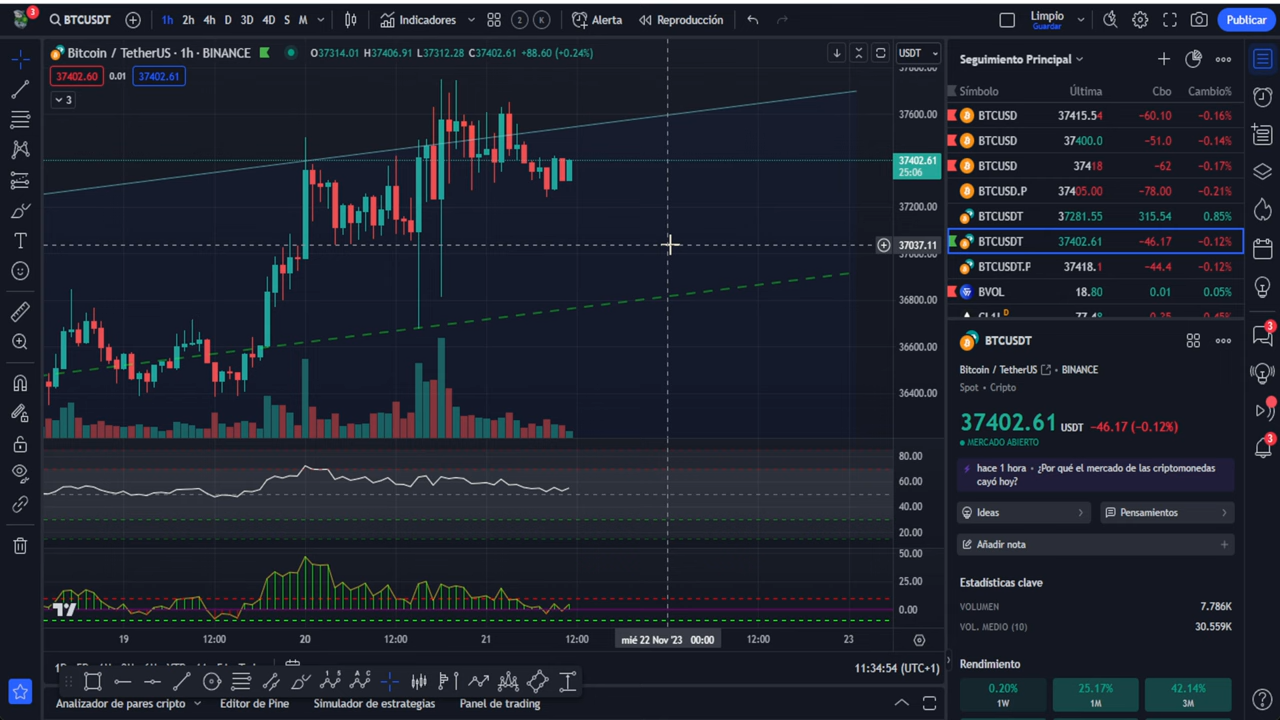 3
BTCUSDT
1h 2h 4h D 3D 4D S M
Indicadores
2 K
Alerta
Reproducción
Limpio
Guardar
Publicar
Bitcoin / TetherUS · 1h · BINANCE
O37314.01 H37406.91 L37312.28 C37402.61 +88.60 (+0.24%)
USDT
37402.60 0.01 37402.61
3
37800.00
37600.00
37402.61
25:06
37200.00
37037.11
37000.00
36800.00
36600.00
36400.00
80.00
60.00
40.00
20.00
50.00
25.00
0.00
19 12:00 20 12:00 21 12:00 mié 22 Nov '23 00:00 12:00 23
11:34:54 (UTC+1)
Analizador de pares cripto
Editor de Pine
Simulador de estrategias
Panel de trading
Seguimiento Principal
Símbolo Última Cbo Cambio%
BTCUSD 37415.54 −60.10 −0.16%
BTCUSD 37400.0 −51.0 −0.14%
BTCUSD 37418 −62 −0.17%
BTCUSD.P 37405.00 −78.00 −0.21%
BTCUSDT 37281.55 315.54 0.85%
BTCUSDT 37402.61 −46.17 −0.12%
BTCUSDT.P 37418.1 −44.4 −0.12%
BVOL 18.80 0.01 0.05%
BTCUSDT
Bitcoin / TetherUS · BINANCE
Spot · Cripto
37402.61 USDT −46.17 (−0.12%)
MERCADO ABIERTO
hace 1 hora · ¿Por qué el mercado de las criptomonedas
cayó hoy?
Ideas
Pensamientos
Añadir nota
Estadísticas clave
VOLUMEN 7.786K
VOL. MEDIO (10) 30.559K
Rendimiento
0.20% 25.17% 42.14%
1W 1M 3M
3
3